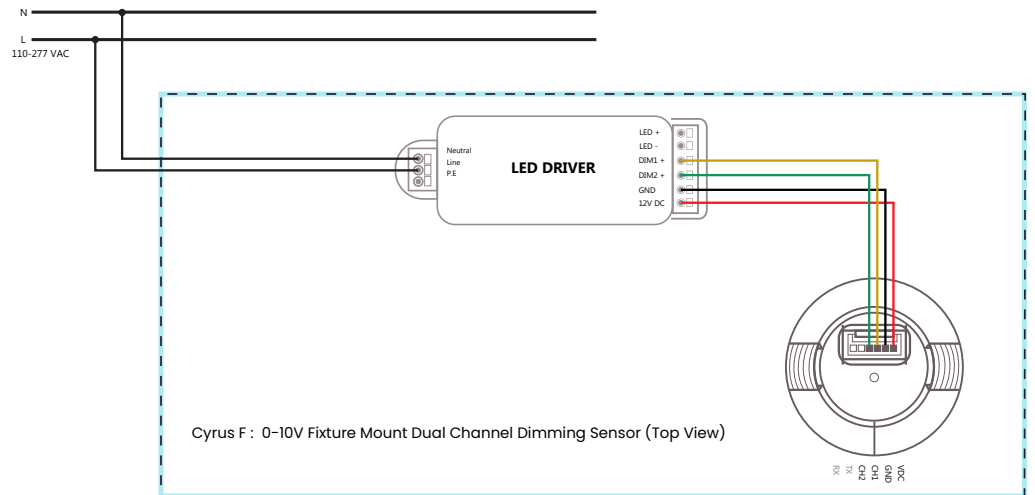 N
L
110-277 VAC
Neutral
Line
P.E
LED DRIVER
LED +
LED -
DIM1 +
DIM2 +
GND
12V DC
Cyrus F : 0-10V Fixture Mount Dual Channel Dimming Sensor (Top View)
RX
TX
CH2
CH1
GND
VDC